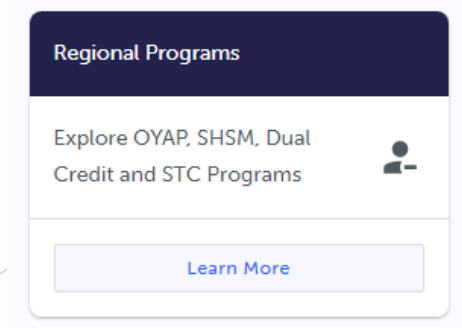 Regional Programs
Explore OYAP, SHSM, Dual
Credit and STC Programs
Learn More